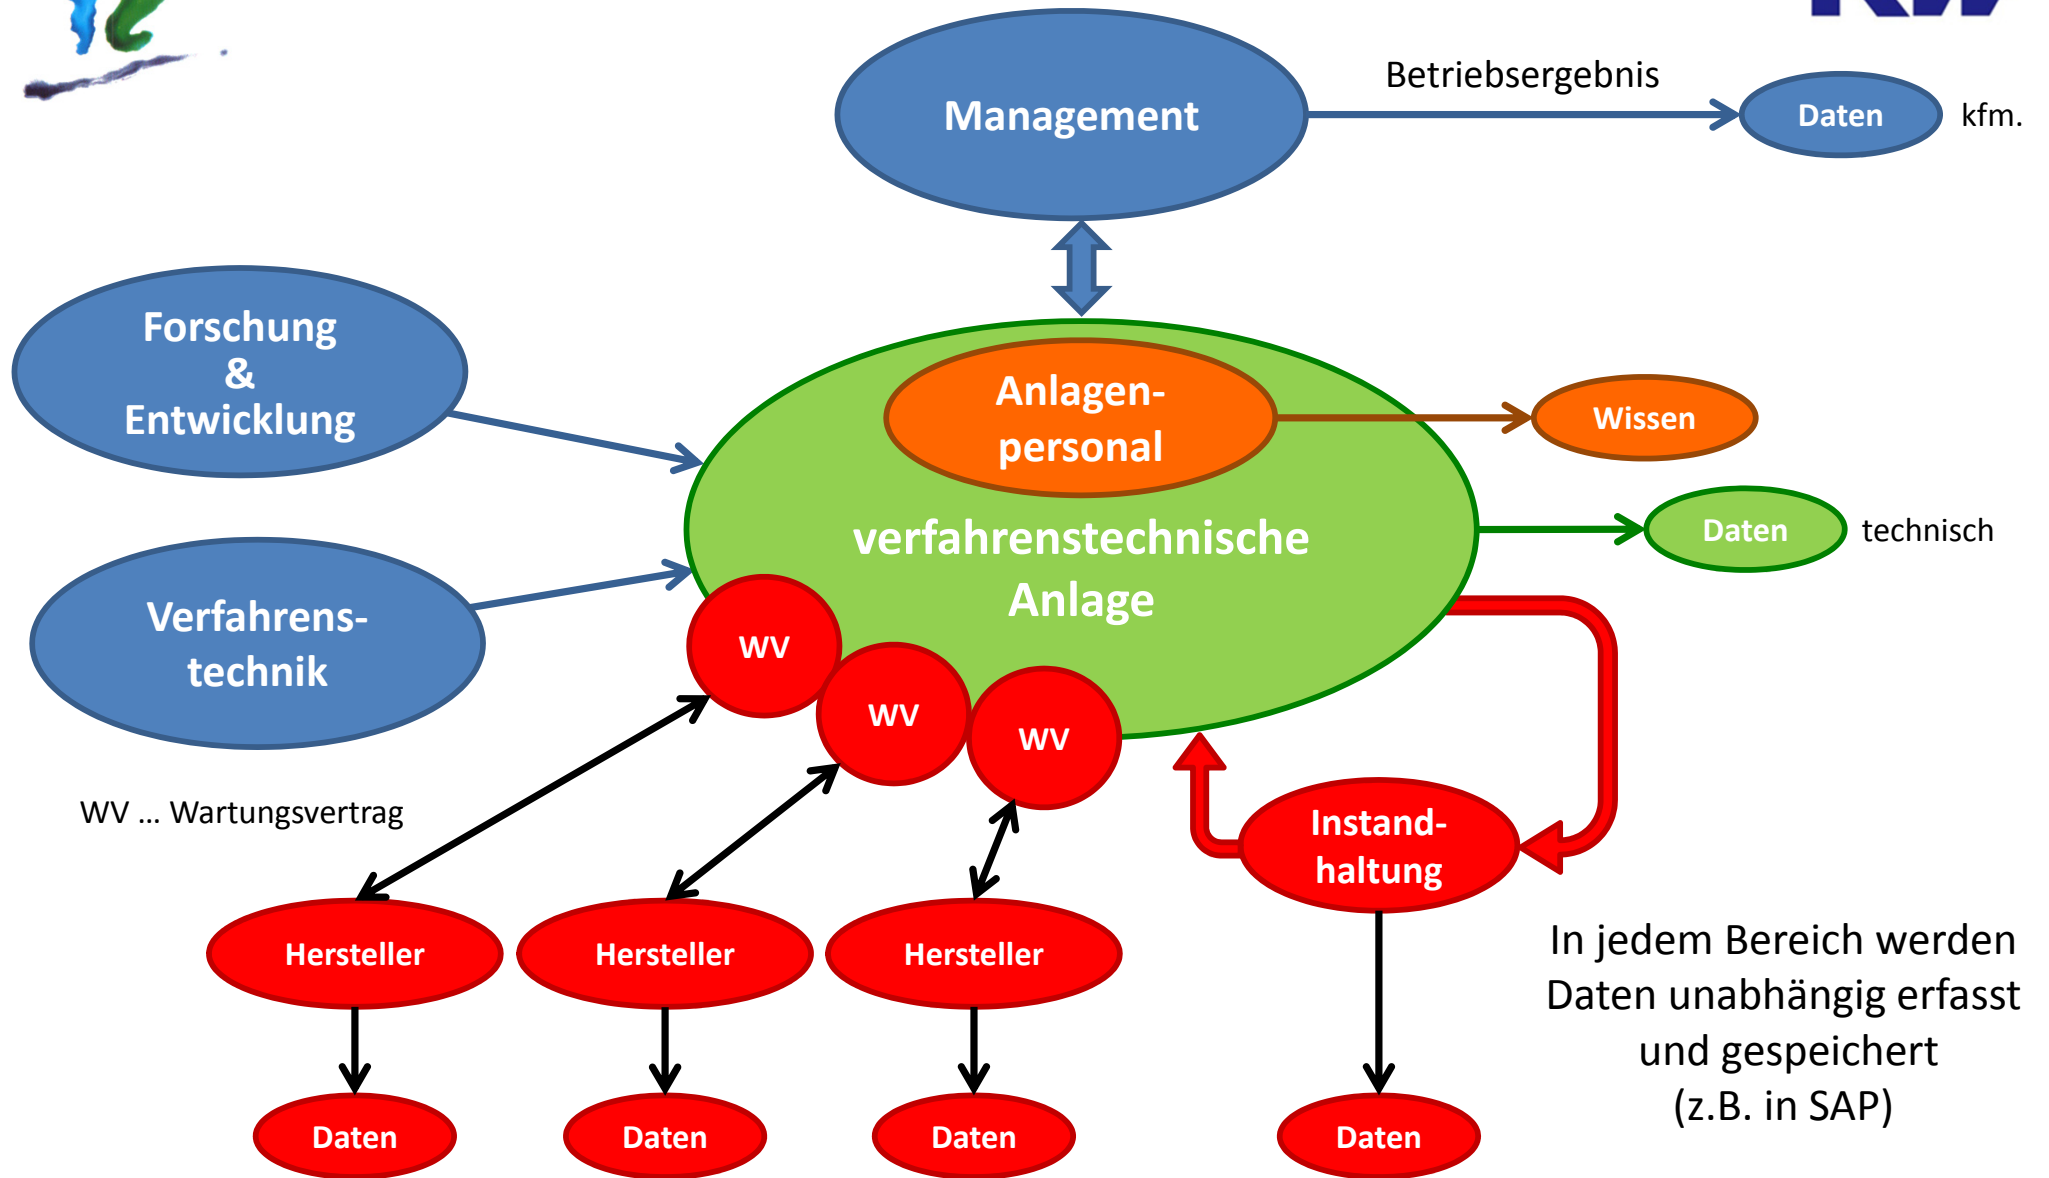 Management
Betriebsergebnis
Daten
kfm.
Forschung
&
Entwicklung
Anlagen-
personal
Wissen
verfahrenstechnische
Anlage
Daten
technisch
Verfahrens-
technik
WV
WV
WV
WV ... Wartungsvertrag
Instand-
haltung
Hersteller
Hersteller
Hersteller
In jedem Bereich werden
Daten unabhängig erfasst
und gespeichert
(z.B. in SAP)
Daten
Daten
Daten
Daten